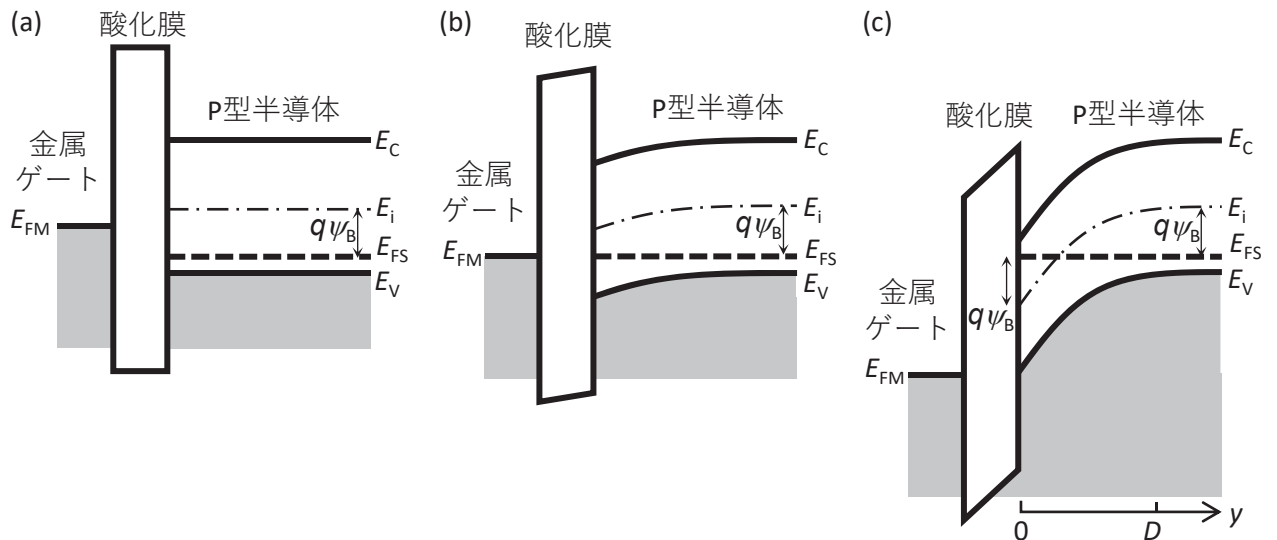 (a)
酸化膜
P型半導体
金属
ゲート
E_C
E_i
E_FM
qψ_B
E_FS
E_V
(b)
酸化膜
P型半導体
金属
ゲート
E_C
E_i
qψ_B
E_FM
E_FS
E_V
(c)
酸化膜
P型半導体
E_C
E_i
qψ_B
E_FS
E_V
金属
ゲート
qψ_B
E_FM
0
D
y